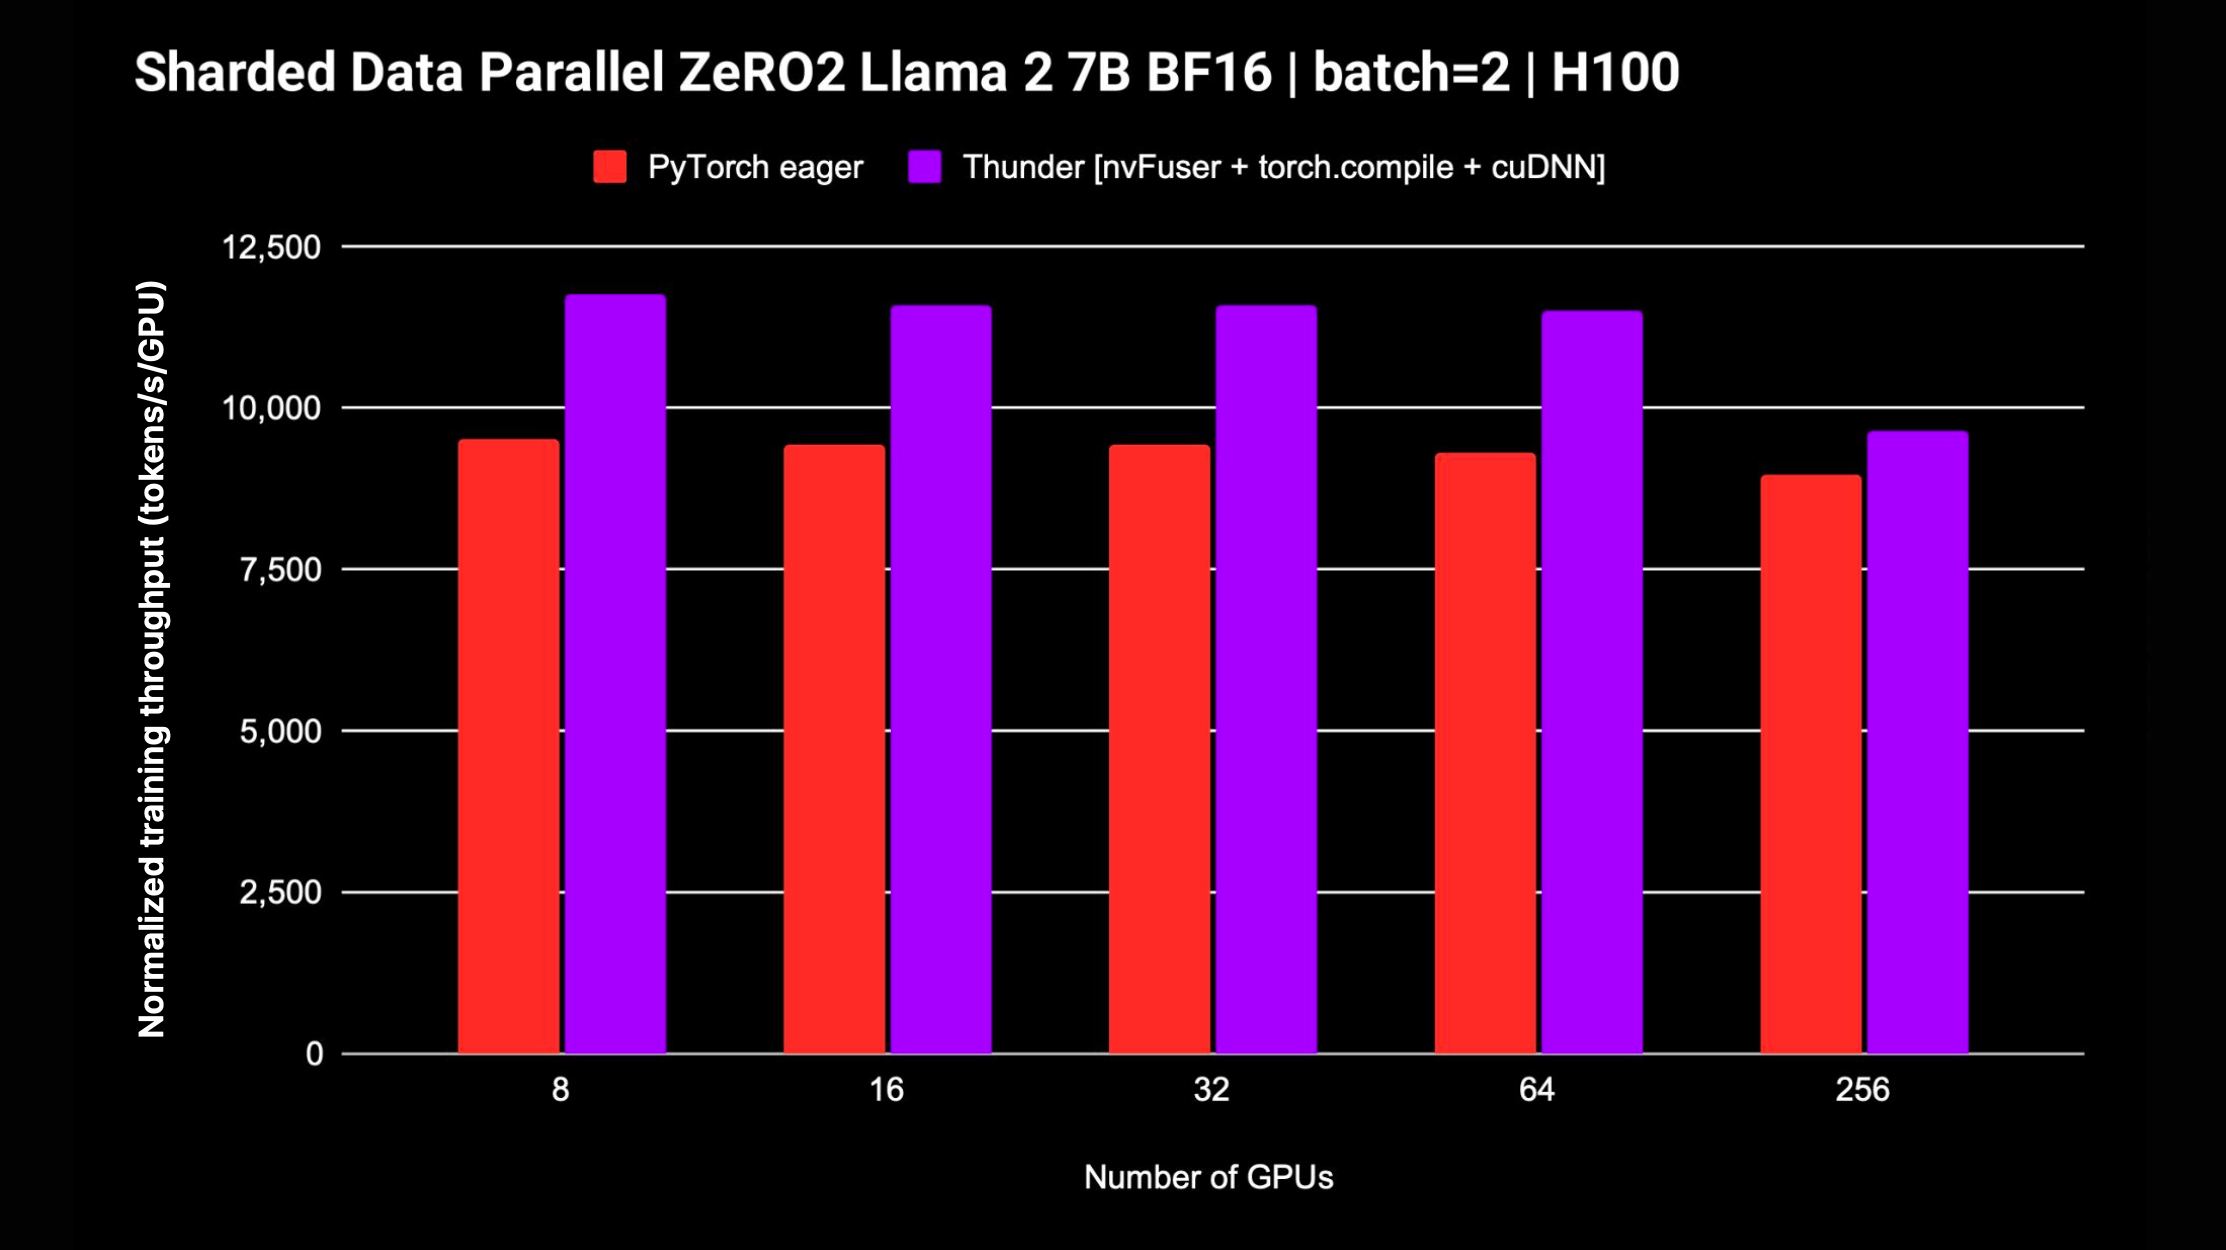 Sharded Data Parallel ZeRO2 Llama 2 7B BF16 | batch=2 | H100
PyTorch eager
Thunder [nvFuser + torch.compile + cuDNN]
Normalized training throughput (tokens/s/GPU)
12,500
10,000
7,500
5,000
2,500
0
8
16
32
64
256
Number of GPUs